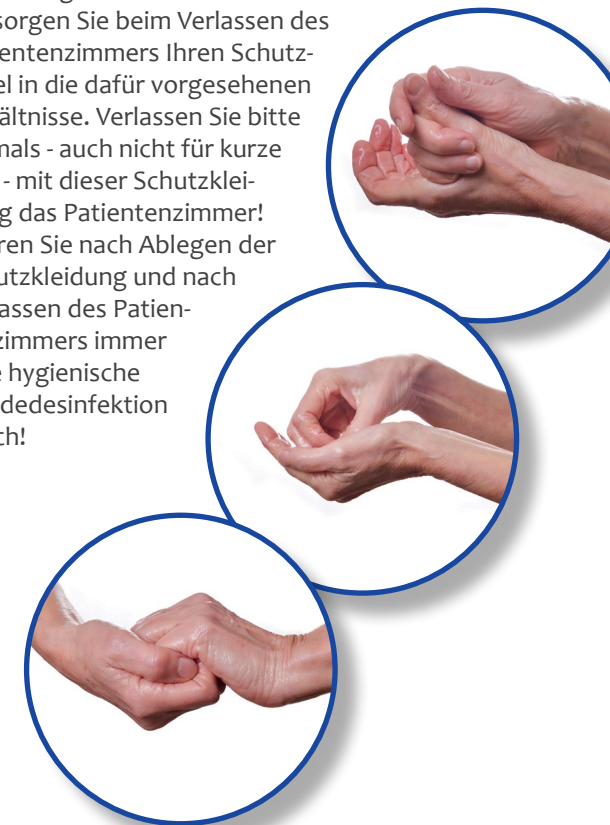 sorgen Sie beim Verlassen des
entenzimmers Ihren Schutz-
el in die dafür vorgesehenen
ältnisse. Verlassen Sie bitte
mals - auch nicht für kurze
- mit dieser Schutzklei-
g das Patientenzimmer!
ren Sie nach Ablegen der
utzkleidung und nach
assen des Patien-
zimmers immer
e hygienische
dedesinfektion
ch!